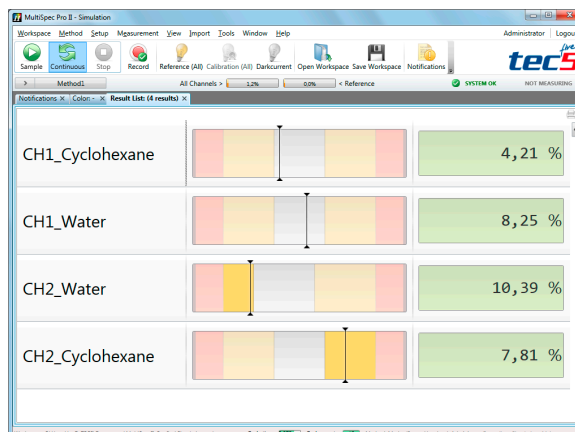 MultiSpec Pro II - Simulation
Workspace Method Setup Measurement View Import Tools Window Help Administrator Logou
Sample Continuous Stop Record Reference (All) Calibration (All) Darkcurrent Open Workspace Save Workspace Notifications
five
tec5
> Method1 All Channels > 1.2% 0.0% < Reference SYSTEM OK NOT MEASURING
Notifications × Color: - × Result List: (4 results) ×
CH1_Cyclohexane 4,21 %
CH1_Water 8,25 %
CH2_Water 10,39 %
CH2_Cyclohexane 7,81 %